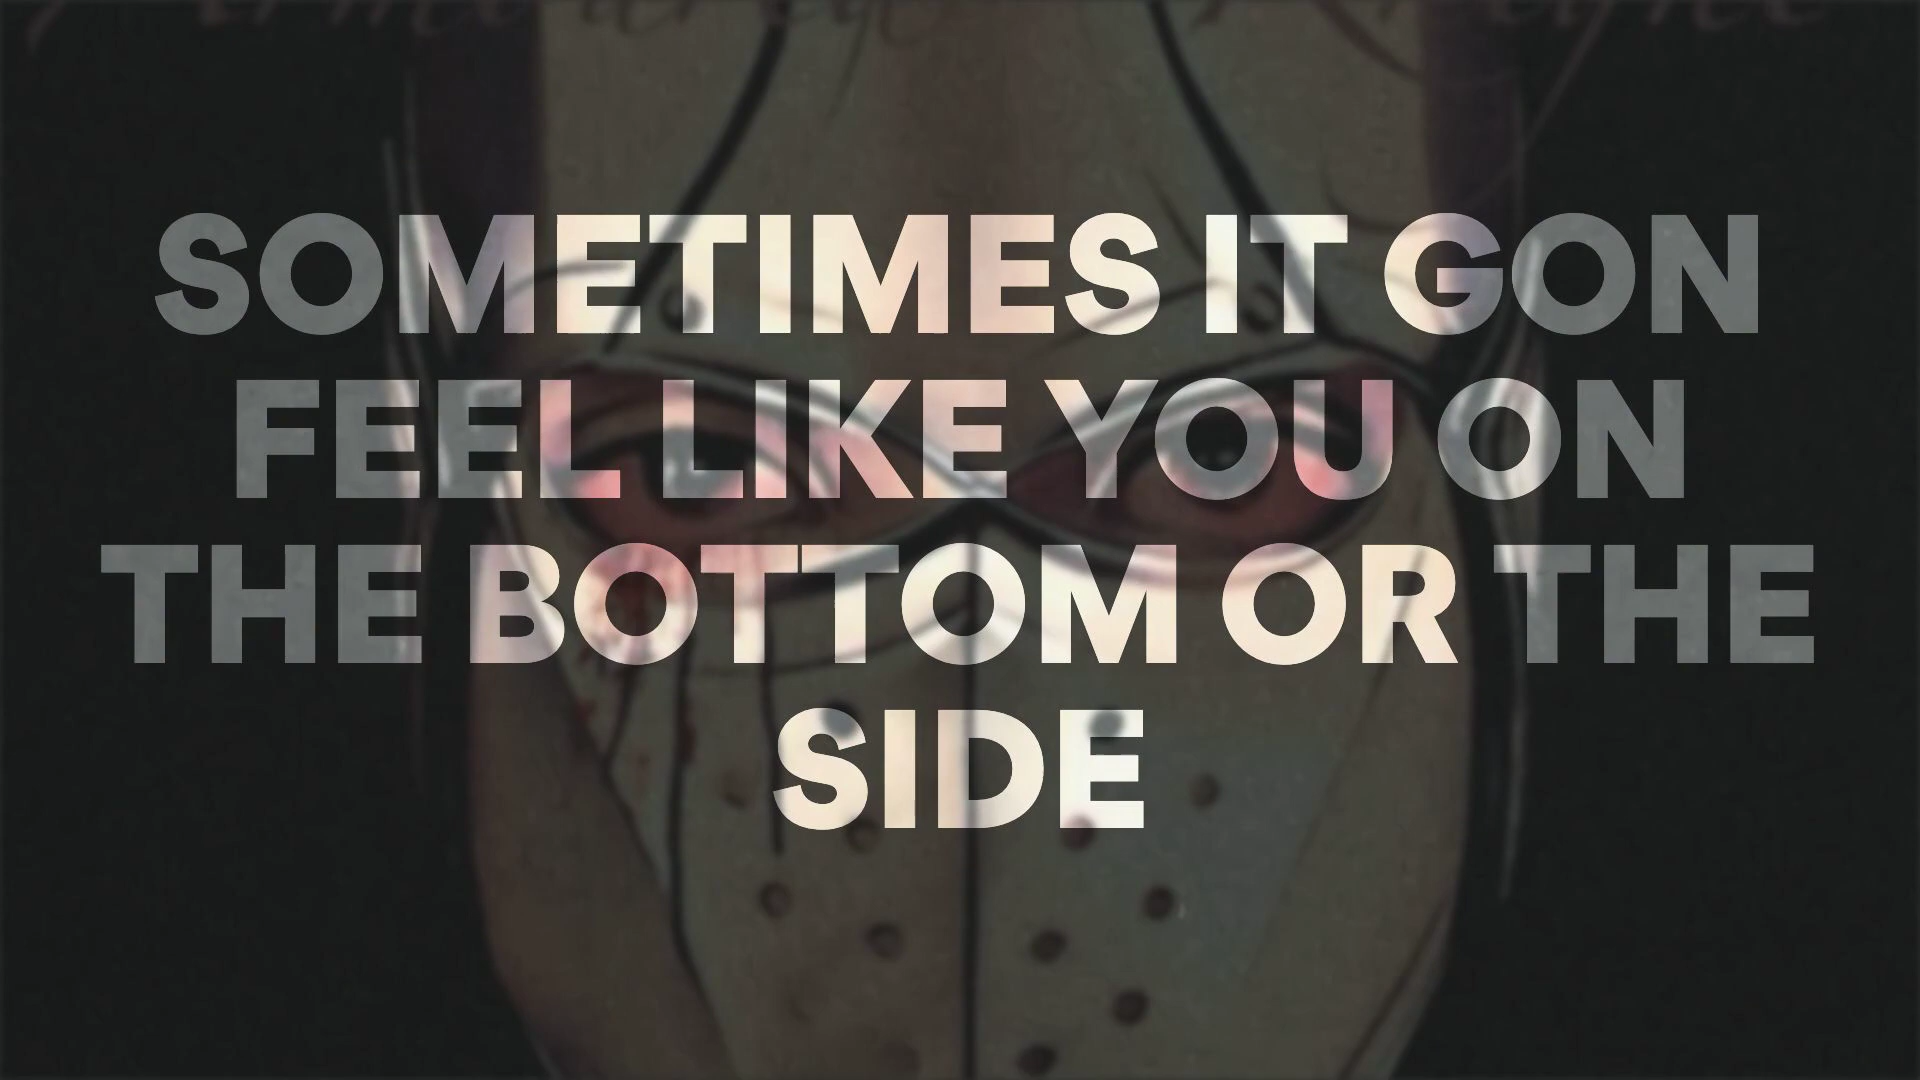 SOMETIMES IT GON
FEEL LIKE YOU ON
THE BOTTOM OR THE
SIDE